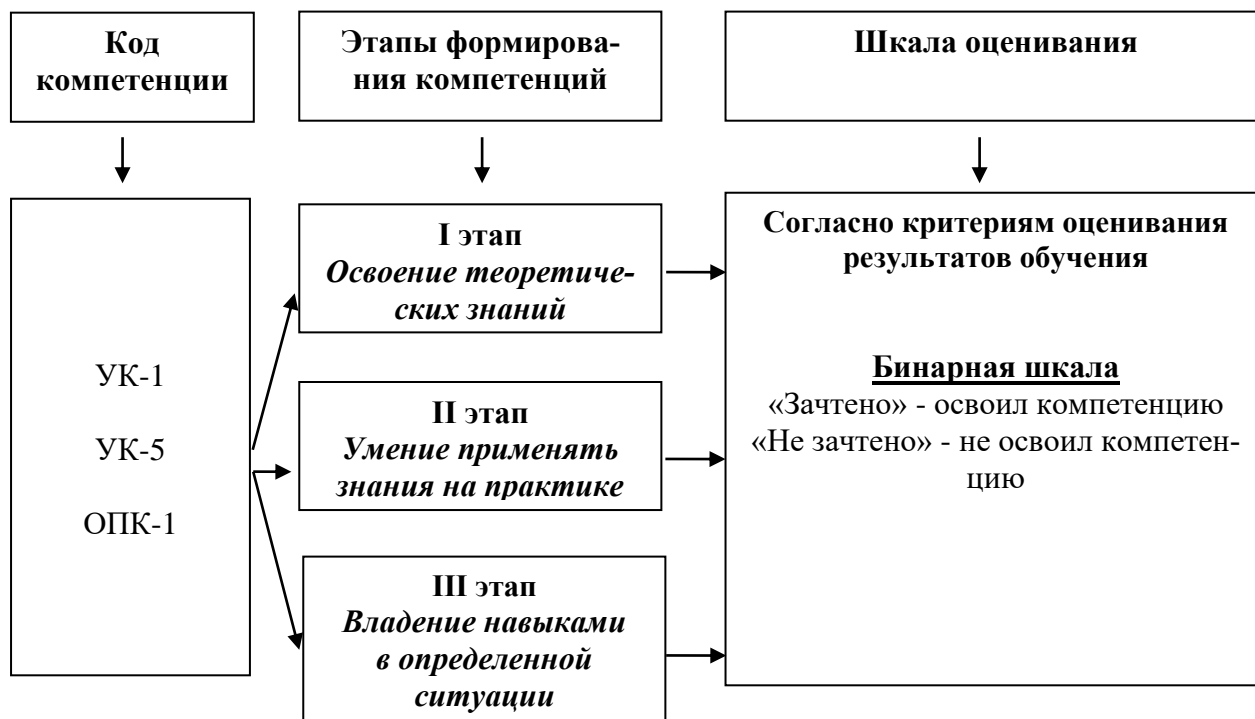 Код
компетенции
Этапы формирова-
ния компетенций
Шкала оценивания
УК-1
УК-5
ОПК-1
I этап
Освоение теоретиче-
ских знаний
II этап
Умение применять
знания на практике
III этап
Владение навыками
в определенной
ситуации
Согласно критериям оценивания
результатов обучения
Бинарная шкала
«Зачтено» - освоил компетенцию
«Не зачтено» - не освоил компетен-
цию